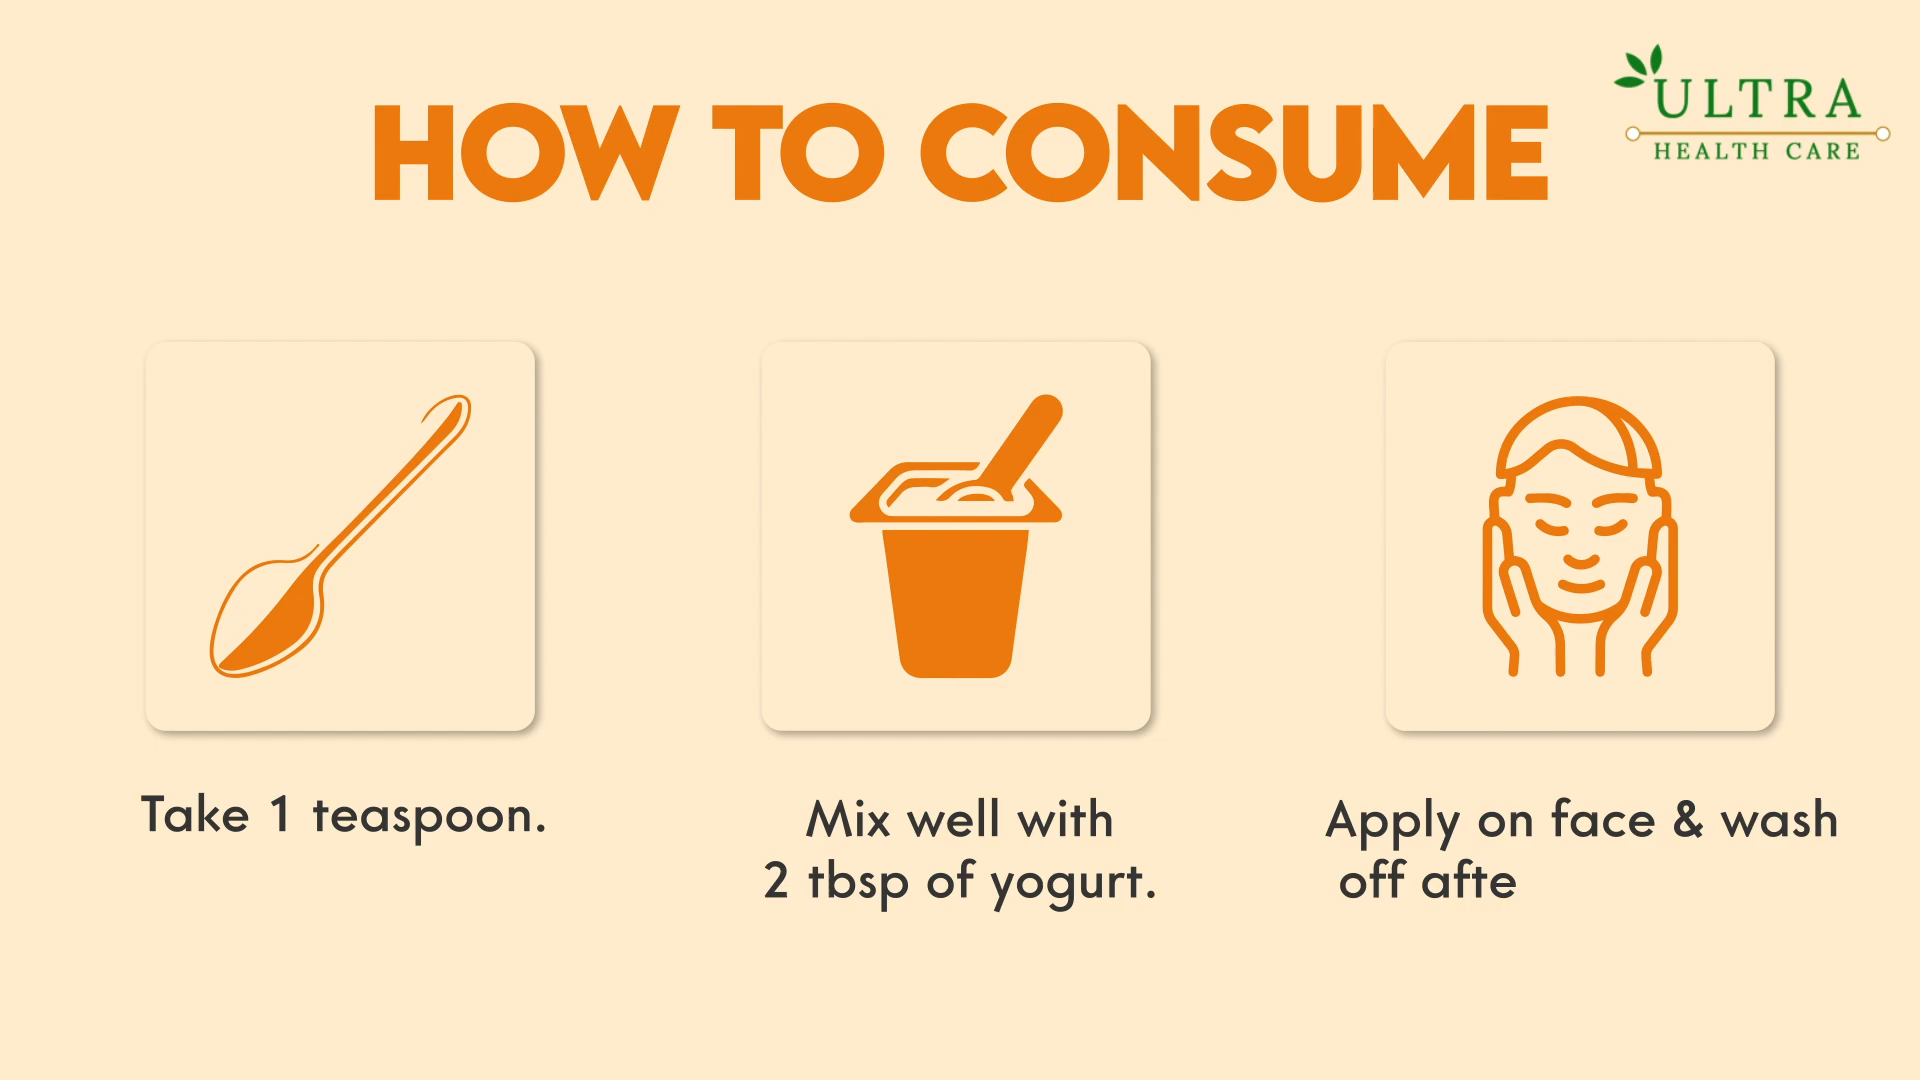 HOW TO CONSUME
ULTRA
HEALTH CARE
Take 1 teaspoon.
Mix well with
2 tbsp of yogurt.
Apply on face & wash
off afte